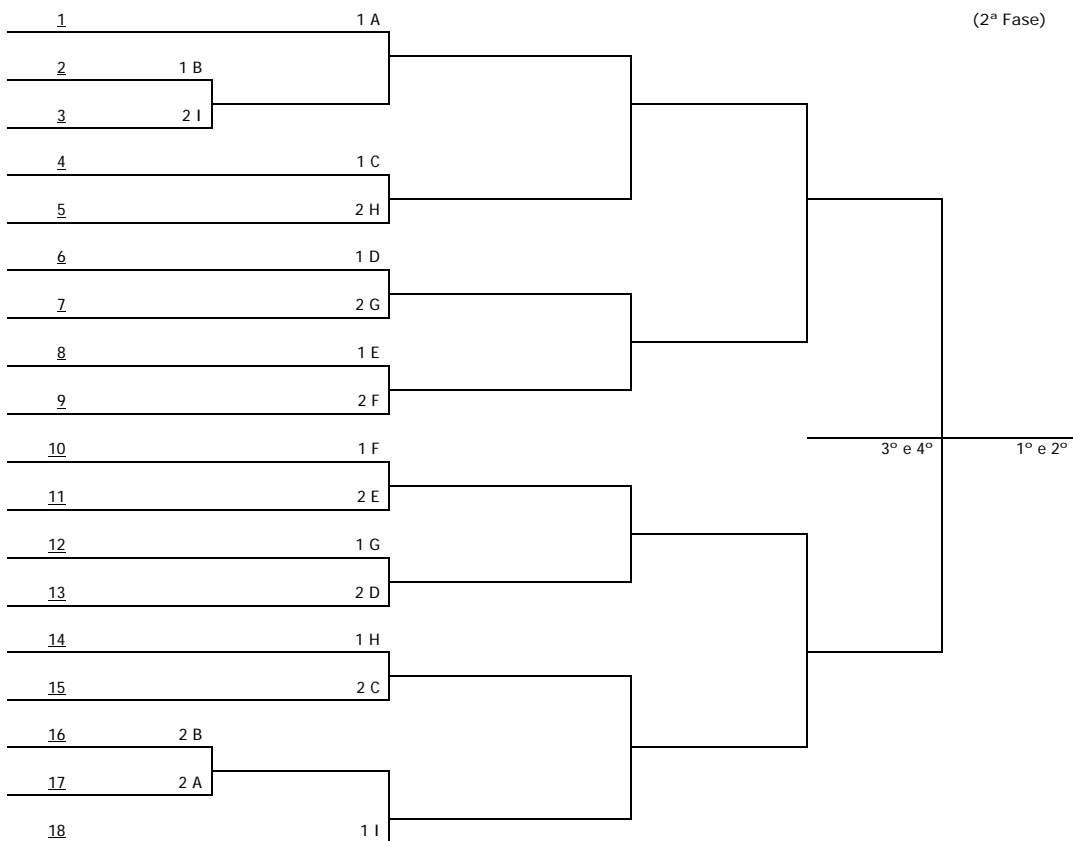 1 1 A (2ª Fase)
2 1 B
3 2 I
4 1 C
5 2 H
6 1 D
7 2 G
8 1 E
9 2 F
10 1 F
3º e 4º 1º e 2º
11 2 E
12 1 G
13 2 D
14 1 H
15 2 C
16 2 B
17 2 A
18 1 I